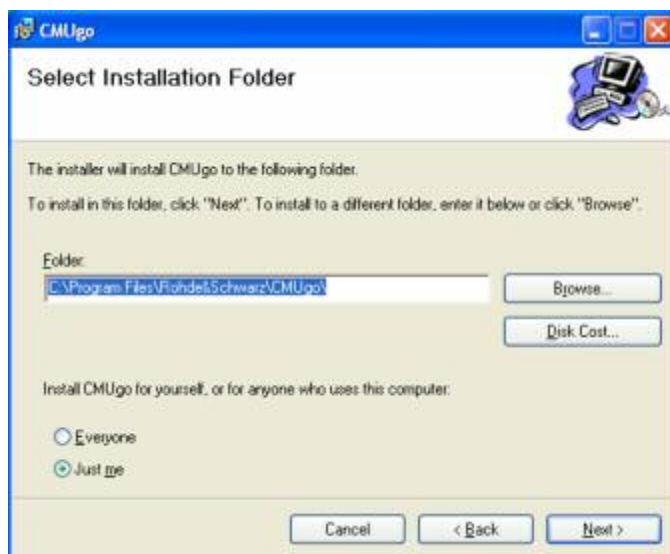 CMUgo
Select Installation Folder
The installer will install CMUgo to the following folder.
To install in this folder, click "Next". To install to a different folder, enter it below or click "Browse".
Folder:
C:\Program Files\Rohde&Schwarz\CMUgo\
Browse...
Disk Cost...
Install CMUgo for yourself, or for anyone who uses this computer:
Everyone
Just me
Cancel
< Back
Next >